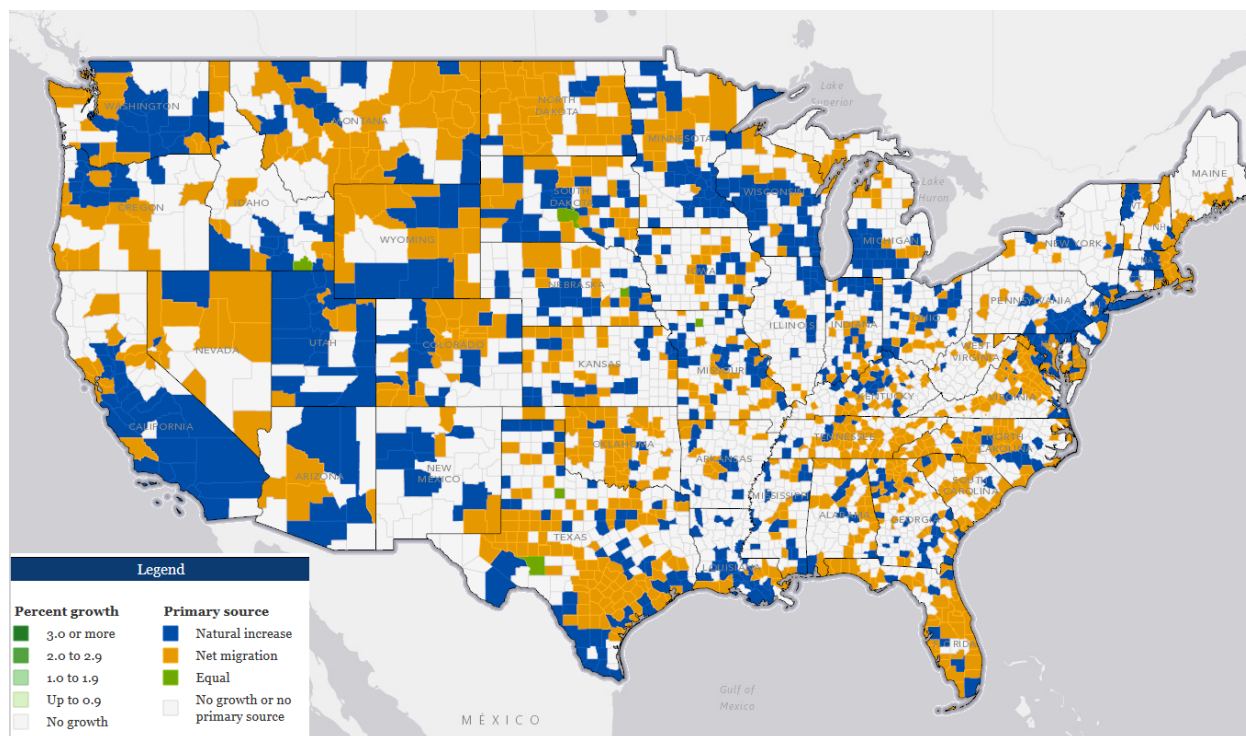 Lake
Superior
WASHINGTON
MONTANA
NORTH
DAKOTA
MINNESOTA
MAINE
OREGON
IDAHO
SOUTH
DAKOTA
WISCONSIN
Lake
Huron
VT
NH
WYOMING
MICHIGAN
NEW YORK
MA
NEBRASKA
IOWA
PENNSYLVANIA
NEVADA
UTAH
COLORADO
ILLINOIS
INDIANA
OHIO
WEST
VIRGINIA
KANSAS
MISSOURI
KENTUCKY
VIRGINIA
CALIFORNIA
ARIZONA
NEW
MEXICO
OKLAHOMA
ARKANSAS
TENNESSEE
NORTH
CAROLINA
SOUTH
CAROLINA
MISSISSIPPI
ALABAMA
GEORGIA
TEXAS
LOUISIANA
FLORIDA
Gulf of
Mexico
MÉXICO
Legend
Percent growth
3.0 or more
2.0 to 2.9
1.0 to 1.9
Up to 0.9
No growth
Primary source
Natural increase
Net migration
Equal
No growth or no
primary source